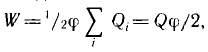 W = ¹/₂φ ∑ᵢ Qᵢ = Qφ/2,